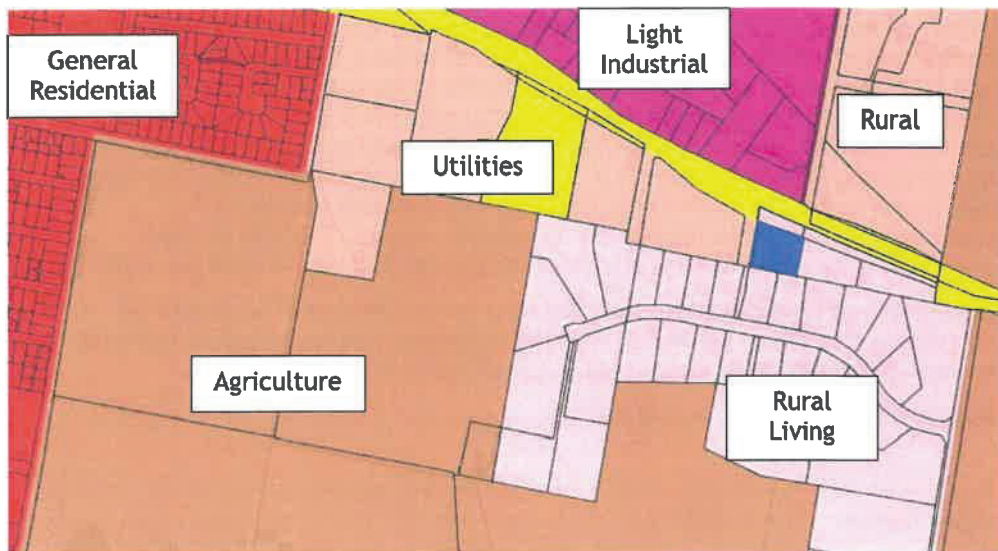 General
Residential
Light
Industrial
Rural
Utilities
Agriculture
Rural
Living